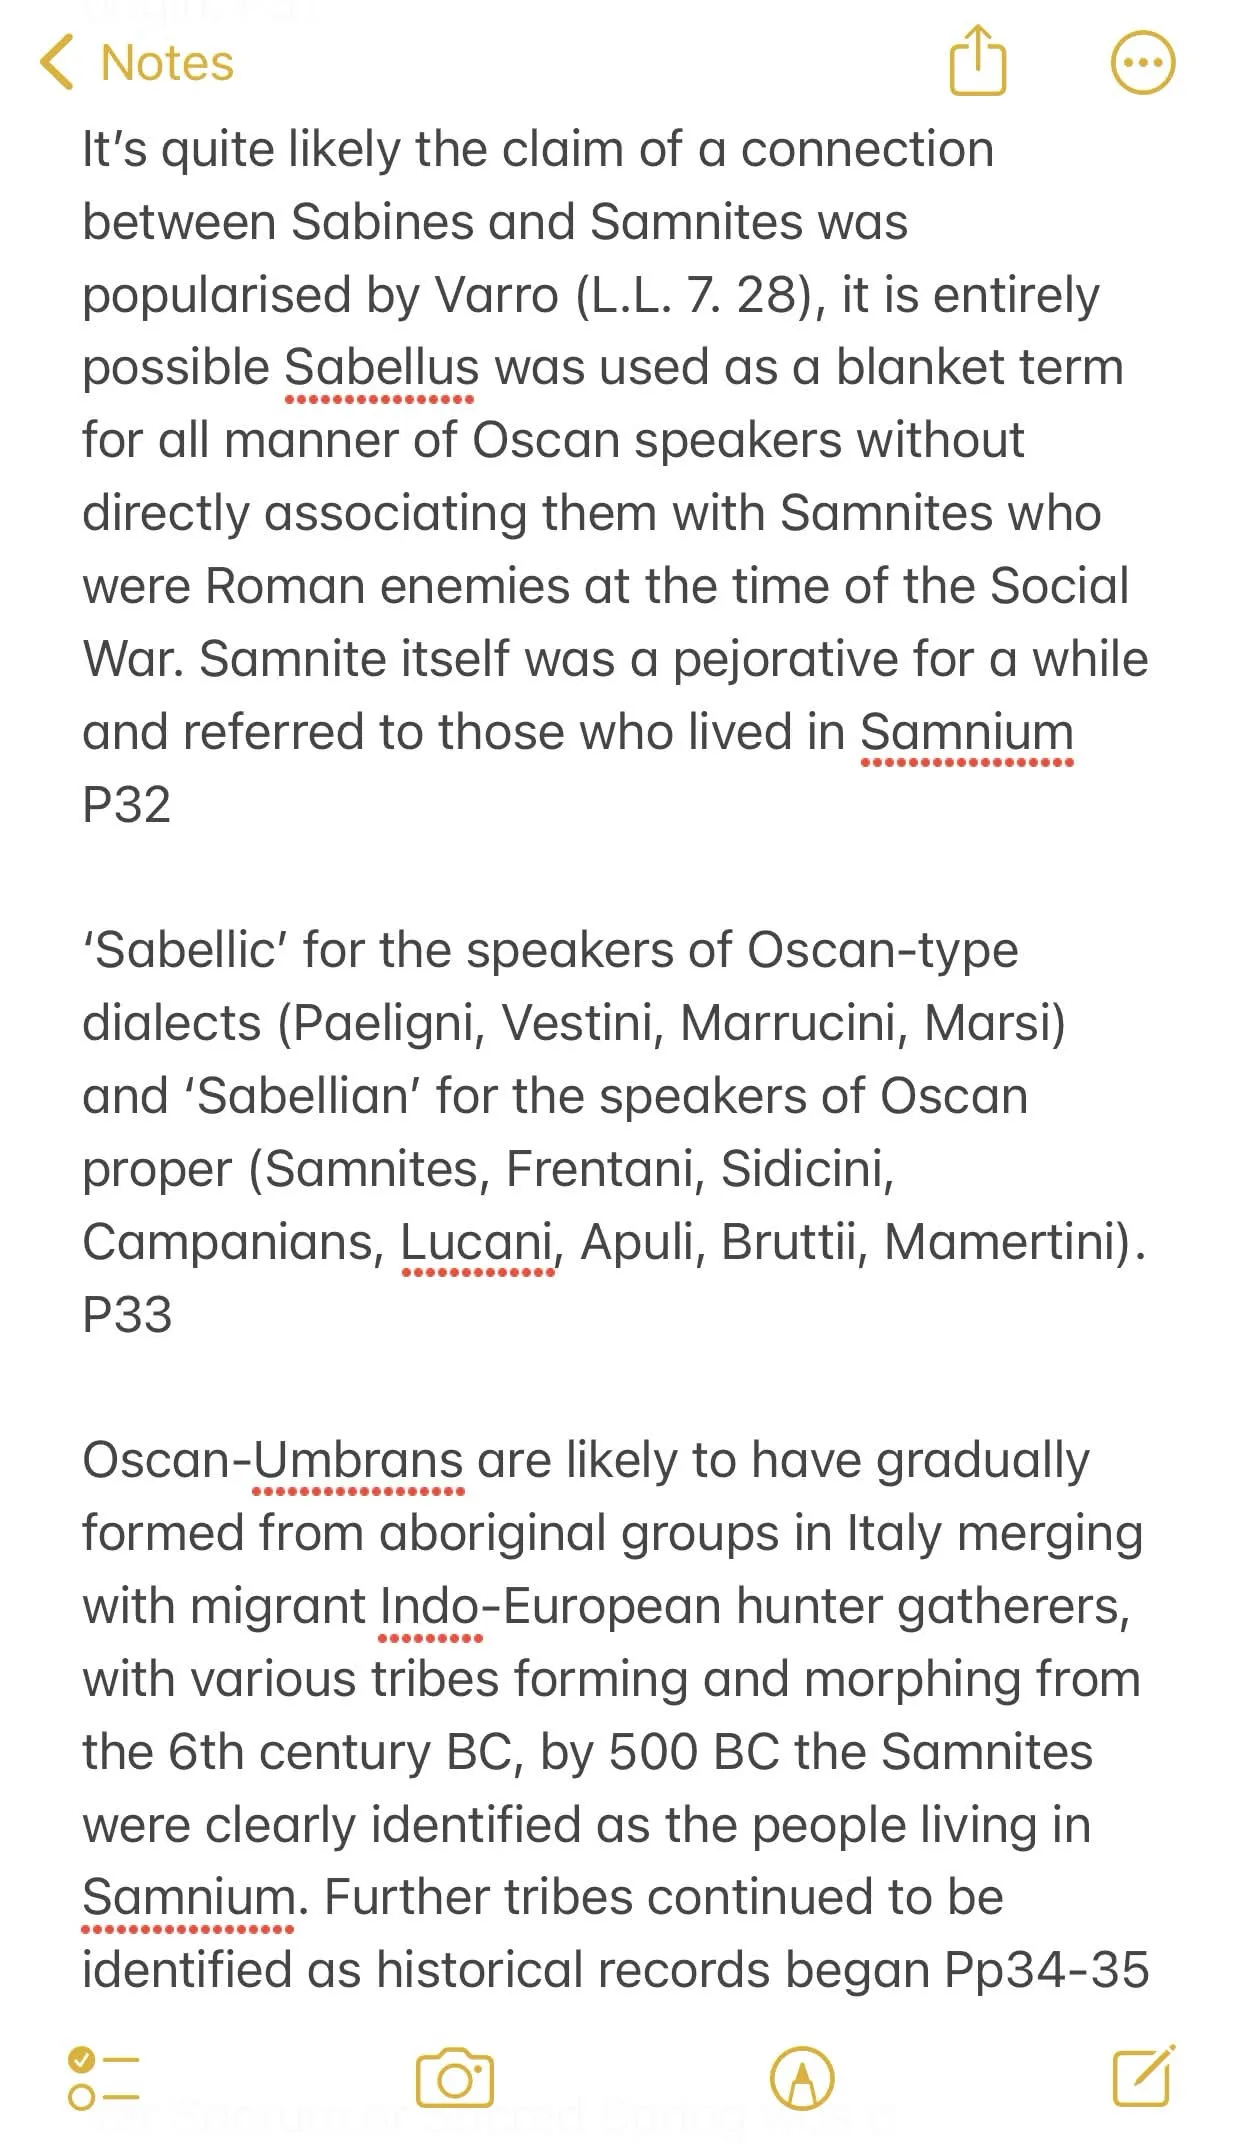 Notes
It's quite likely the claim of a connection
between Sabines and Samnites was
popularised by Varro (L.L. 7. 28), it is entirely
possible Sabellus was used as a blanket term
for all manner of Oscan speakers without
directly associating them with Samnites who
were Roman enemies at the time of the Social
War. Samnite itself was a pejorative for a while
and referred to those who lived in Samnium
P32
‘Sabellic’ for the speakers of Oscan-type
dialects (Paeligni, Vestini, Marrucini, Marsi)
and ‘Sabellian’ for the speakers of Oscan
proper (Samnites, Frentani, Sidicini,
Campanians, Lucani, Apuli, Bruttii, Mamertini).
P33
Oscan-Umbrans are likely to have gradually
formed from aboriginal groups in Italy merging
with migrant Indo-European hunter gatherers,
with various tribes forming and morphing from
the 6th century BC, by 500 BC the Samnites
were clearly identified as the people living in
Samnium. Further tribes continued to be
identified as historical records began Pp34-35